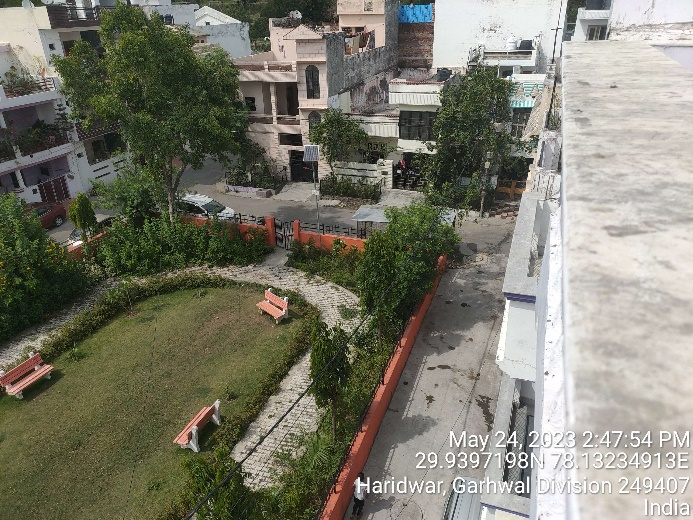 May 24, 2023 2:47:54 PM
29.9397198N 78.13234913E
Haridwar, Garhwal Division 249407
India